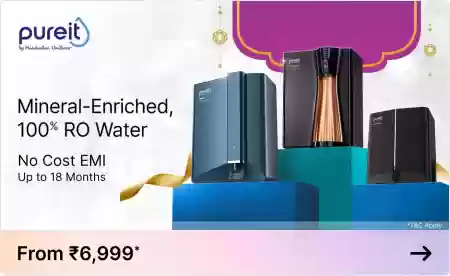 pureit
by Hindustan Unilever
Mineral-Enriched,
100% RO Water
No Cost EMI
Up to 18 Months
*T&C Apply
From ₹6,999*